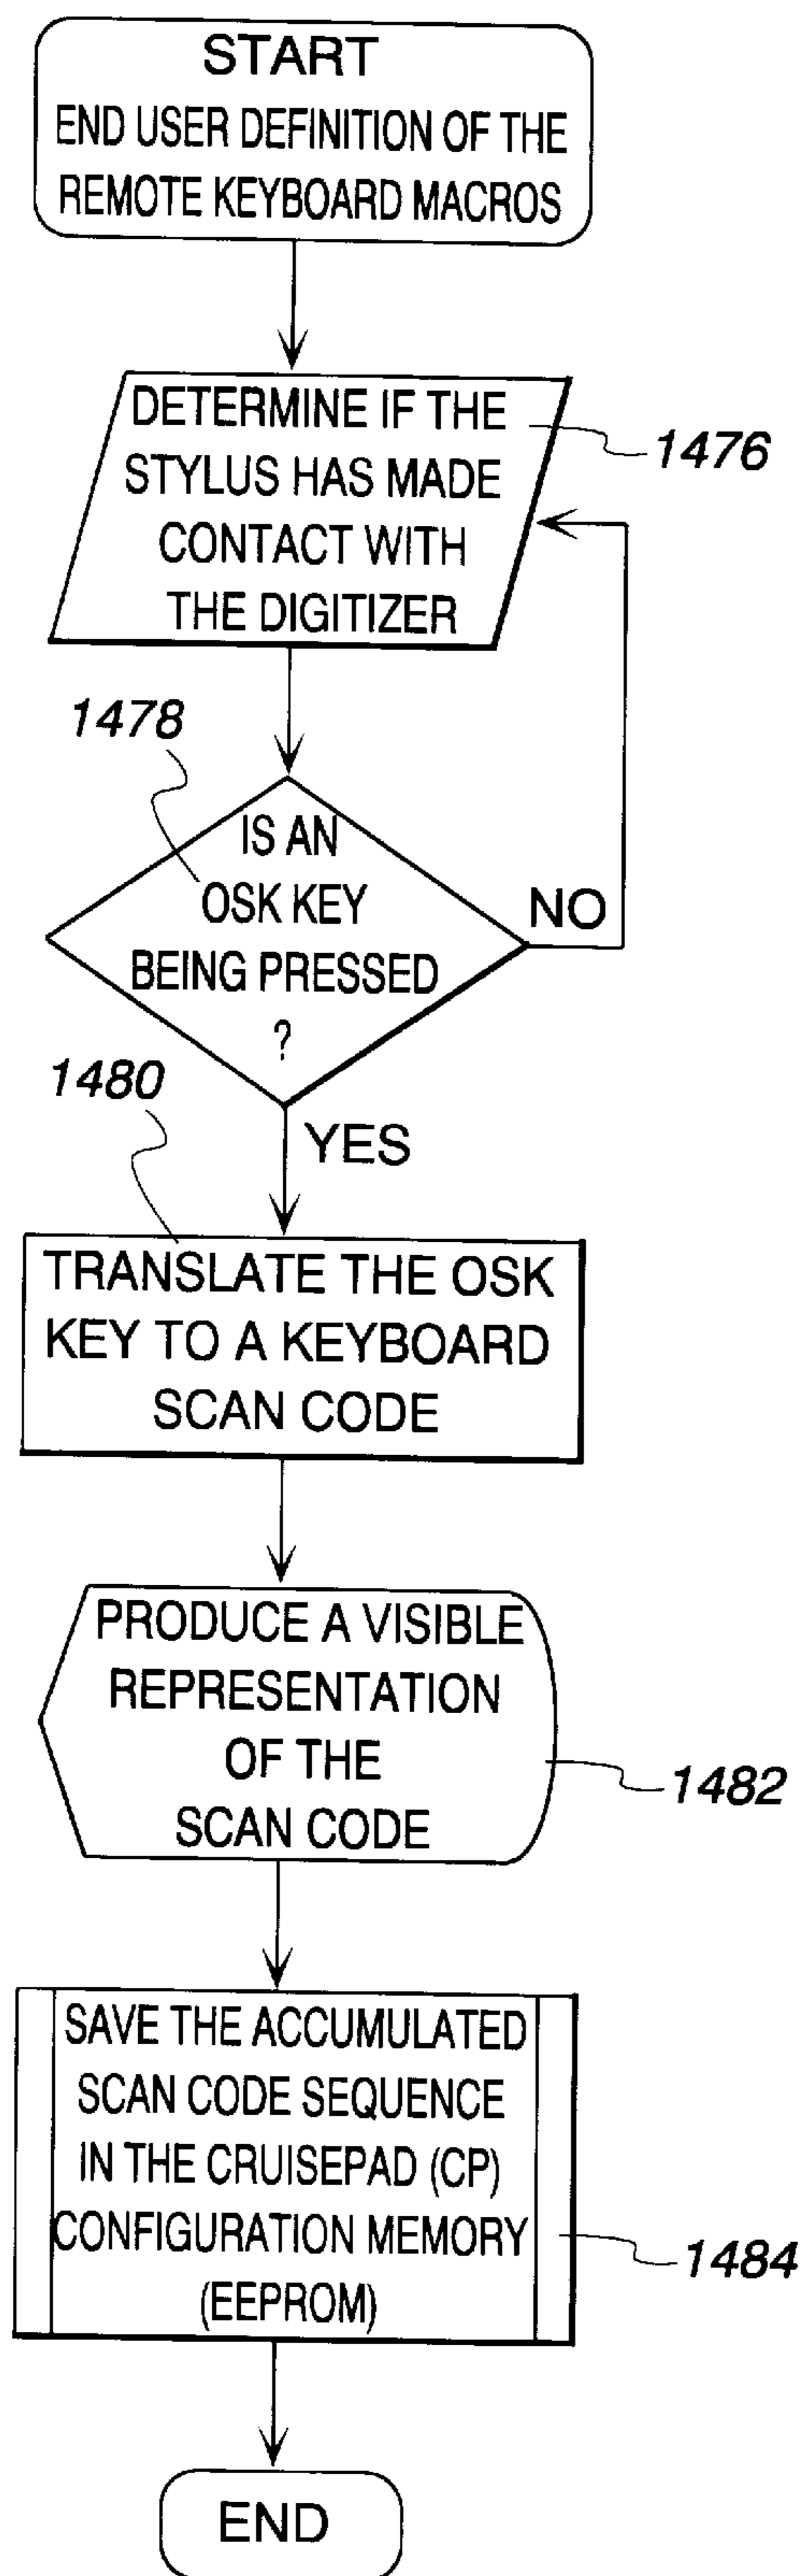 START
END USER DEFINITION OF THE
REMOTE KEYBOARD MACROS
DETERMINE IF THE
STYLUS HAS MADE
CONTACT WITH
THE DIGITIZER
1476
1478
IS AN
OSK KEY
BEING PRESSED
?
NO
1480
YES
TRANSLATE THE OSK
KEY TO A KEYBOARD
SCAN CODE
PRODUCE A VISIBLE
REPRESENTATION
OF THE
SCAN CODE
1482
SAVE THE ACCUMULATED
SCAN CODE SEQUENCE
IN THE CRUISEPAD (CP)
CONFIGURATION MEMORY
(EEPROM)
1484
END